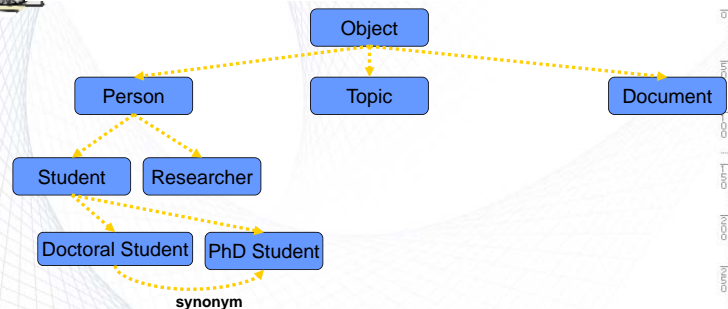 Object
Person
Topic
Document
Student
Researcher
Doctoral Student
PhD Student
synonym